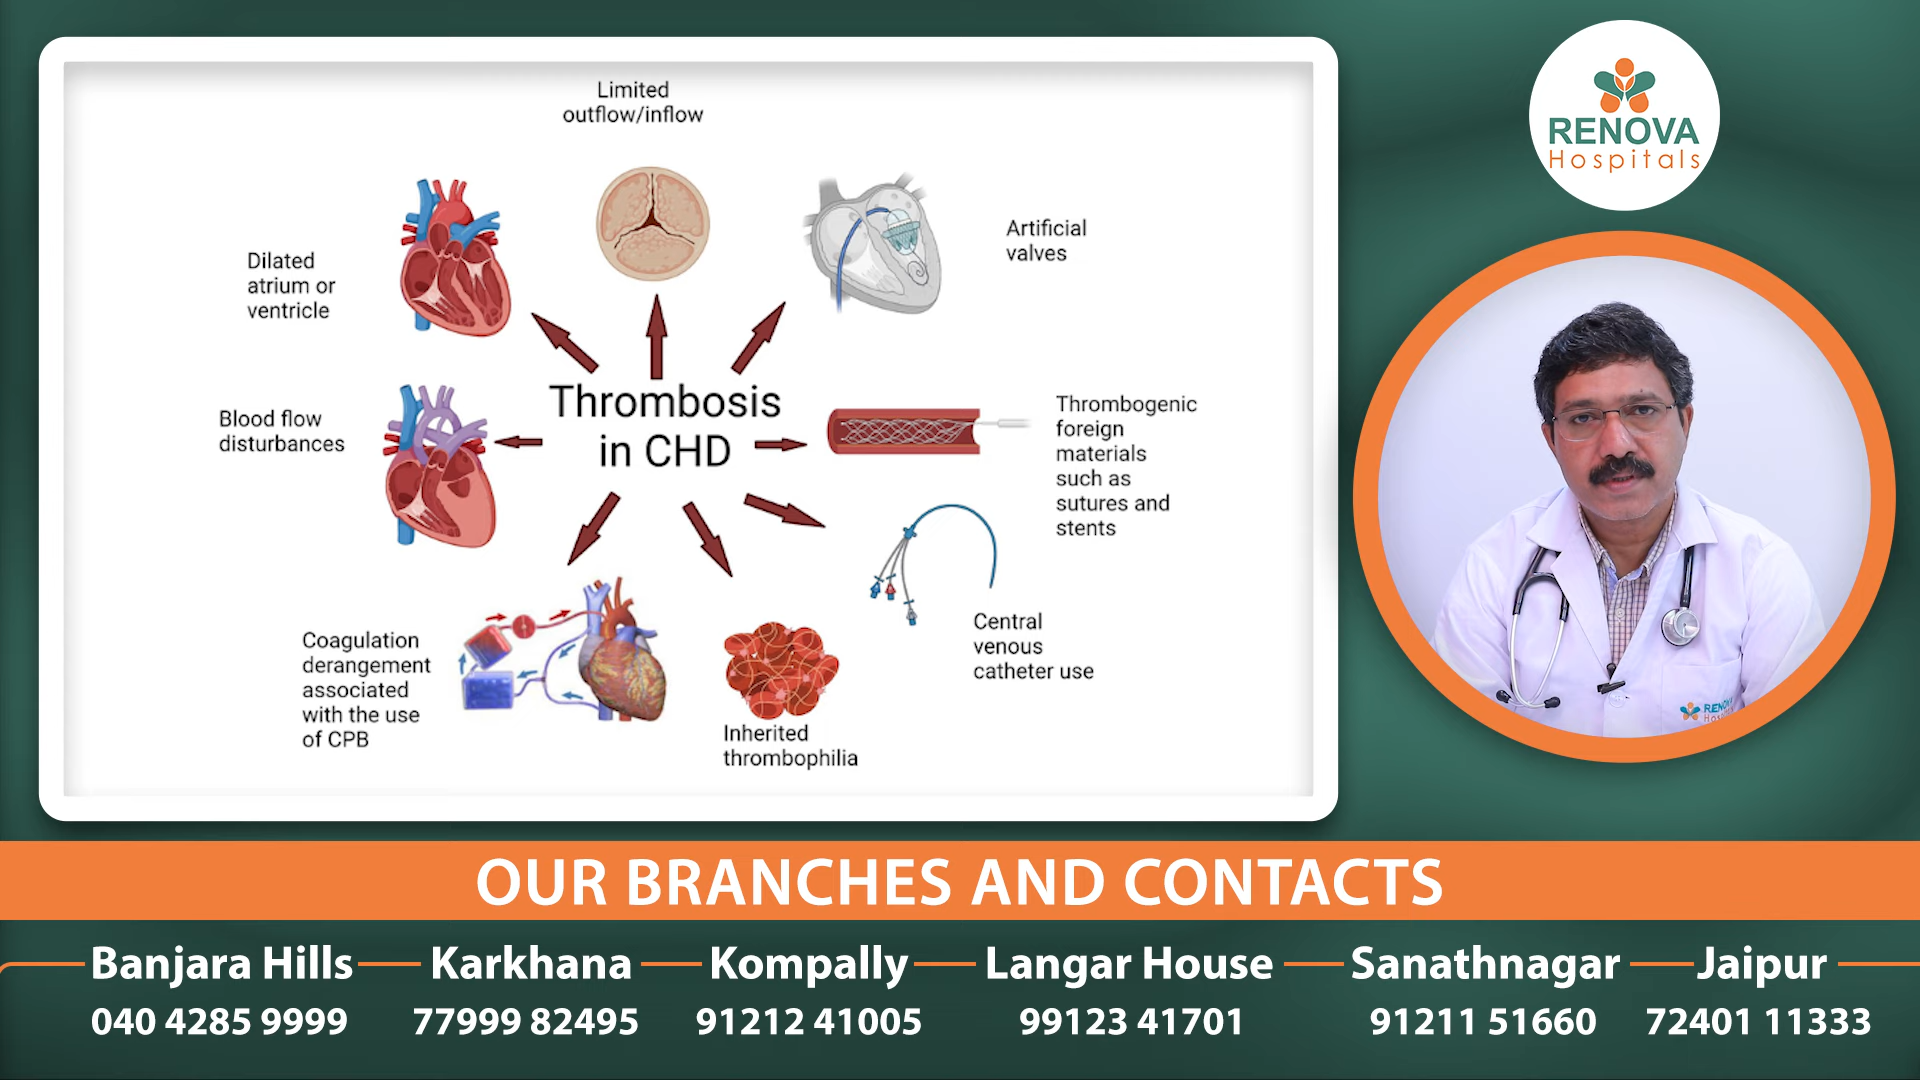 Limited
outflow/inflow
Dilated
atrium or
ventricle
Artificial
valves
Blood flow
disturbances
Thrombosis
in CHD
Thrombogenic
foreign
materials
such as
sutures and
stents
Central
venous
catheter use
Coagulation
derangement
associated
with the use
of CPB
Inherited
thrombophilia
RENOVA
Hospitals
RENOVA
OUR BRANCHES AND CONTACTS
Banjara Hills Karkhana Kompally Langar House Sanathnagar Jaipur
040 4285 9999 77999 82495 91212 41005 99123 41701 91211 51660 72401 11333